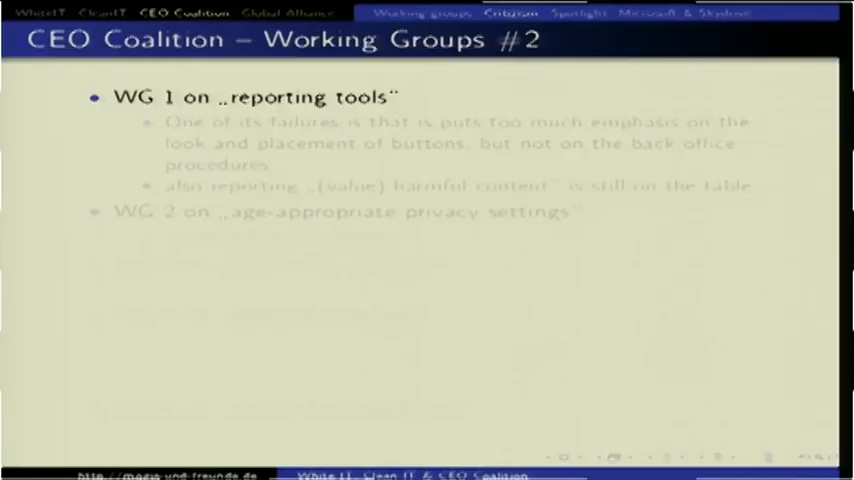 WhiteIT CleanIT CEO Coalition Global Alliance Working groups Criticism Spotlight Microsoft & Skydrive
CEO Coalition – Working Groups #2
• WG 1 on „reporting tools“
• One of its failures is that is puts too much emphasis on the
look and placement of buttons, but not on the back office
procedures
• also reporting „(value) harmful content“ is still on the table
• WG 2 on „age-appropriate privacy settings“
http://mogis-und-freunde.de White IT, Clean IT & CEO Coalition